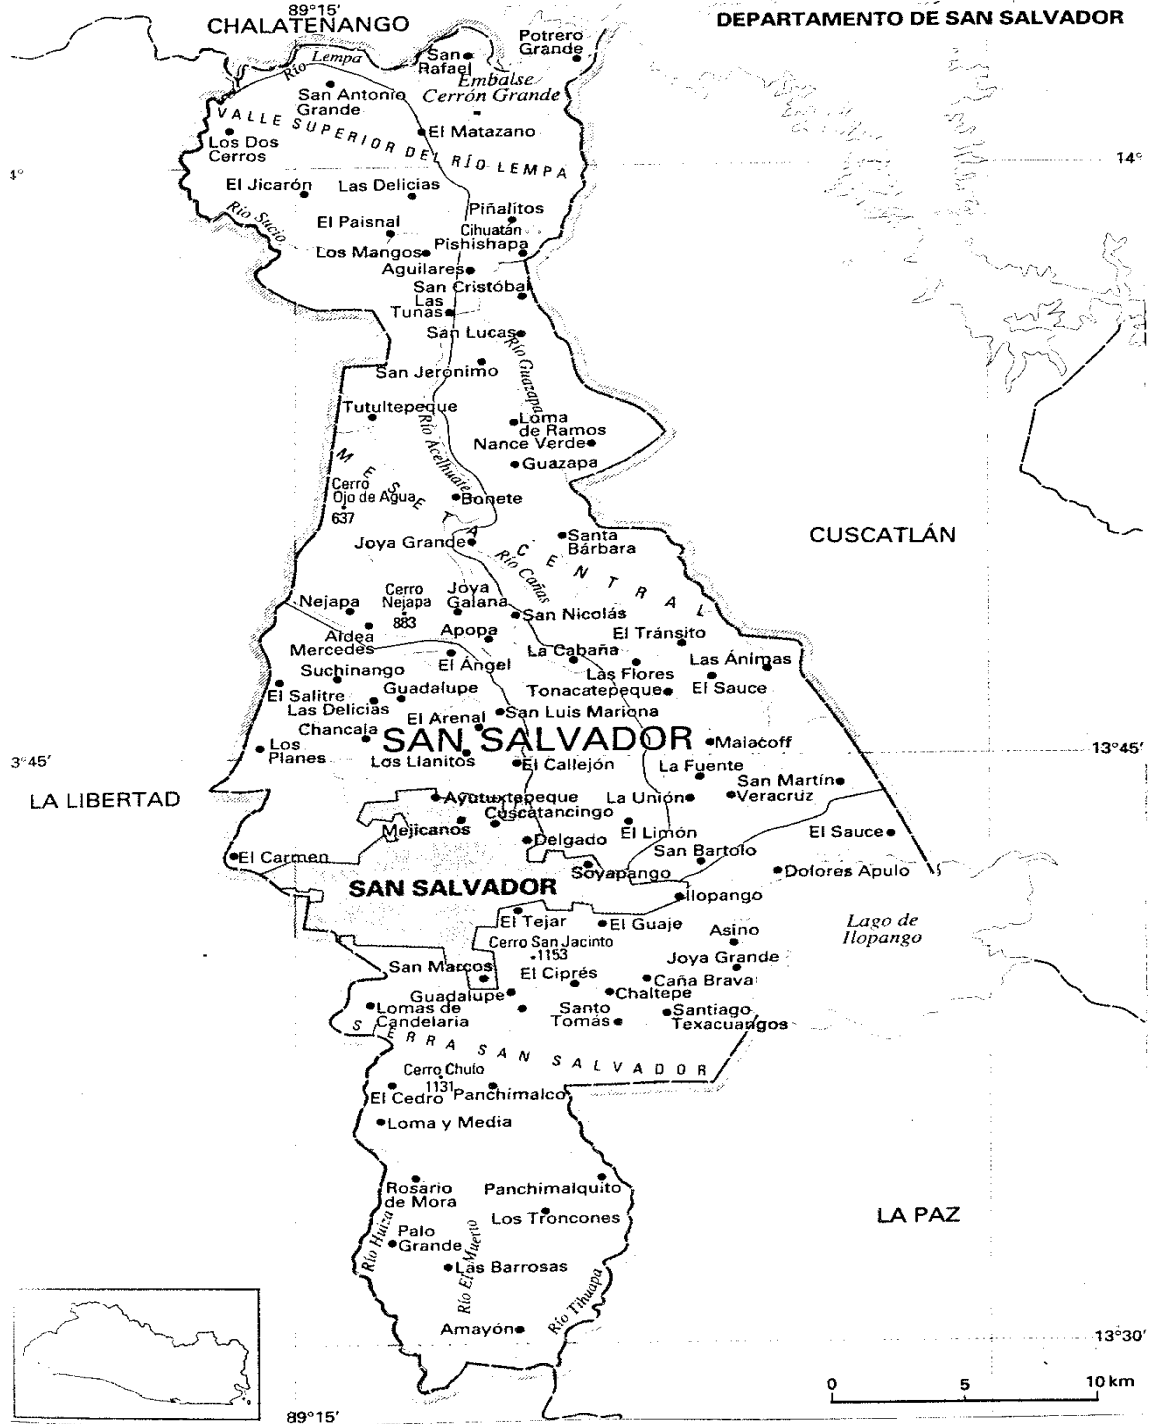 89°15′
CHALATENANGO
DEPARTAMENTO DE SAN SALVADOR
Potrero
Grande
Río Lempa
San
Rafael
Embalse
Cerrón Grande
San Antonio
Grande
VALLE SUPERIOR DEL RÍO LEMPA
El Matazano
Los Dos
Cerros
4°
14°
El Jicarón
Las Delicias
Río Sucio
El Paisnal
Piñalitos
Cihuatán
Pishishapa
Los Mangos
Aguilares
San Cristóbal
Las
Tunas
San Lucas
Río Guazapa
San Jerónimo
Tutultepeque
Loma
de Ramos
Río Acelhuate
Nance Verde
Guazapa
MESETA CENTRAL
Cerro
Ojo de Agua
637
Bonete
CUSCATLÁN
Joya Grande
Santa
Bárbara
Río Cañas
Nejapa
Cerro
Nejapa
883
Joya
Galana
San Nicolás
Aldea
Mercedes
Apopa
El Tránsito
La Cabaña
El Ángel
Suchinango
Las Flores
Las Ánimas
El Salitre
Guadalupe
Tonacatepeque
El Sauce
Las Delicias
El Arenal
San Luis Mariona
Chancala
SAN SALVADOR
Malacoff
Los
Planes
Los Llanitos
El Callejón
3°45′
13°45′
La Fuente
San Martín
LA LIBERTAD
Ayutuxtepeque
La Unión
Veracruz
Cuscatancingo
Mejicanos
El Limón
El Sauce
Delgado
San Bartolo
El Carmen
Soyapango
Dolores Apulo
SAN SALVADOR
Ilopango
El Tejar
El Guaje
Asino
Lago de
Ilopango
Cerro San Jacinto
1153
Joya Grande
San Marcos
El Ciprés
Caña Brava
Guadalupe
Chaltepe
Lomas de
Candelaria
Santo
Tomás
Santiago
Texacuangos
SIERRA SAN SALVADOR
Cerro Chulo
1131
El Cedro
Panchimalco
Loma y Media
Rosario
de Mora
Panchimalquito
Los Troncones
LA PAZ
Río Huiza
Palo
Grande
Río El Muerto
Las Barrosas
Río Tihuapa
Amayón
13°30′
0
5
10 km
89°15′